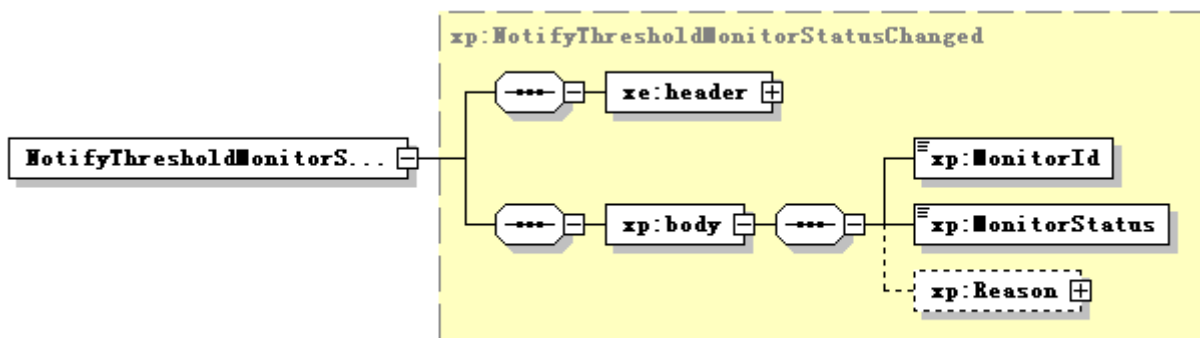 xp:NotifyThresholdMonitorStatusChanged
xe:header
NotifyThresholdMonitorS...
xp:MonitorId
xp:body
xp:MonitorStatus
xp:Reason